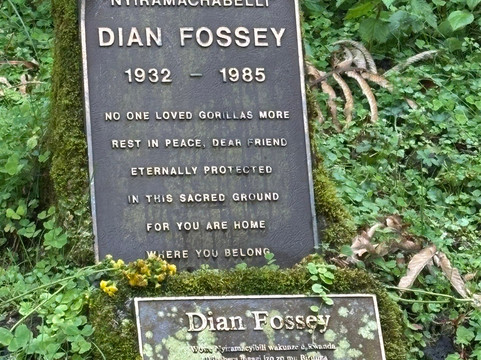 NYIRAMACHABELLI
DIAN FOSSEY
1932 – 1985
NO ONE LOVED GORILLAS MORE
REST IN PEACE, DEAR FRIEND
ETERNALLY PROTECTED
IN THIS SACRED GROUND
FOR YOU ARE HOME
WHERE YOU BELONG
Dian Fossey